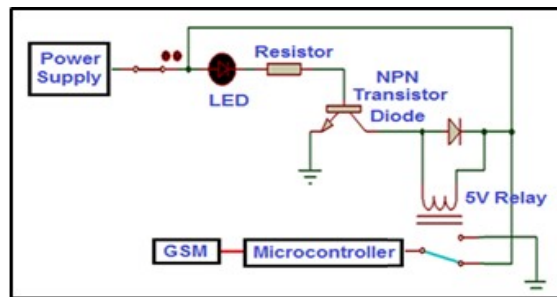 Power
Supply
LED
Resistor
NPN
Transistor
Diode
5V Relay
GSM
Microcontroller